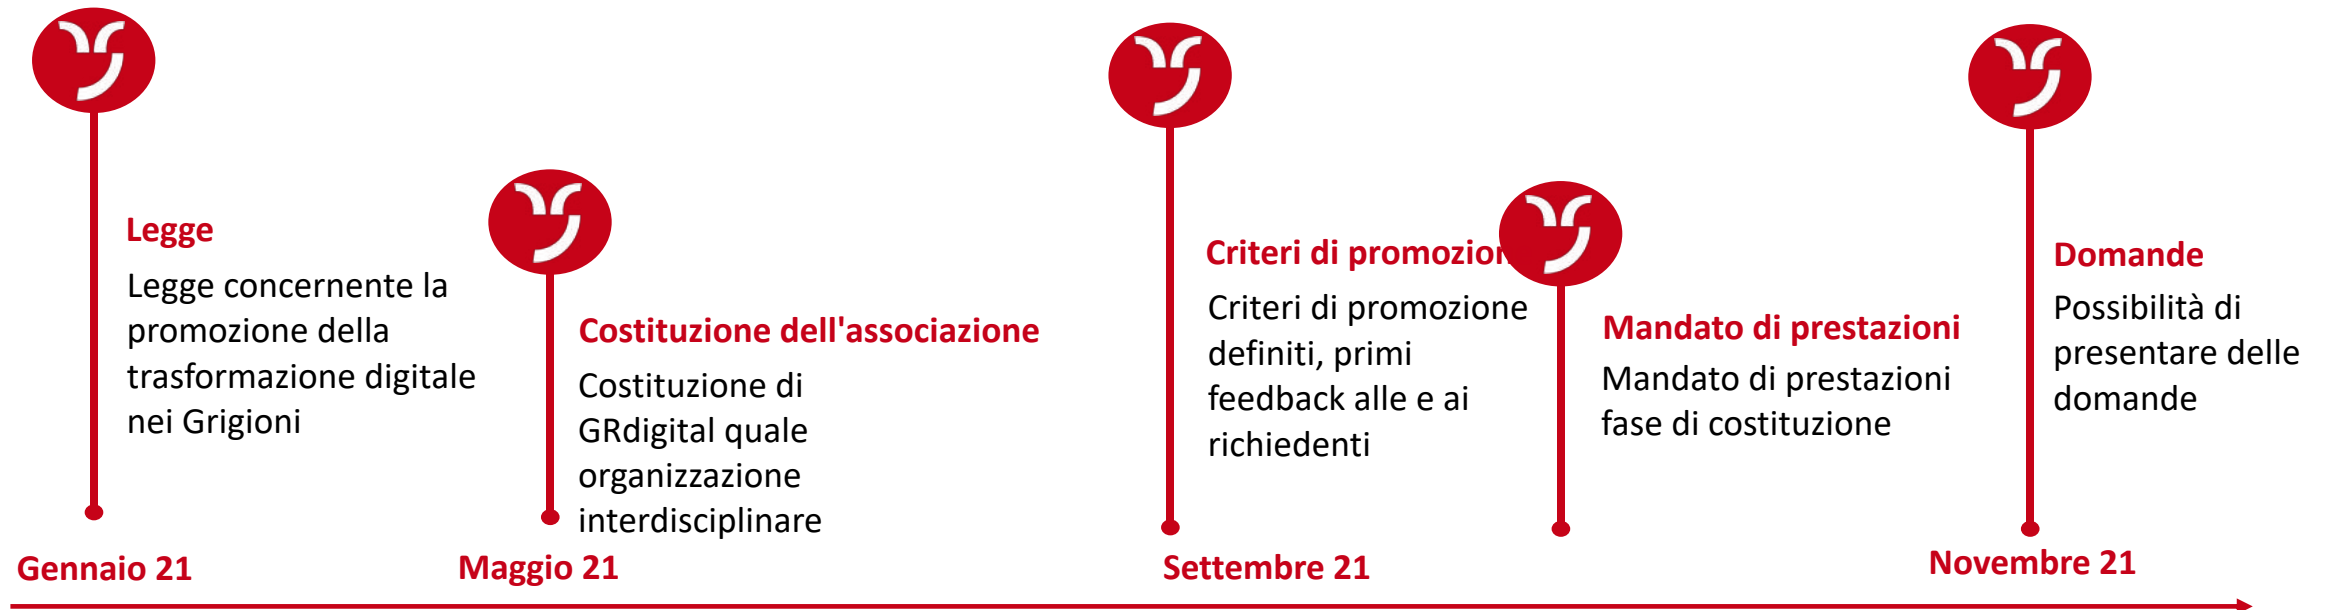 Legge
Legge concernente la
promozione della
trasformazione digitale
nei Grigioni
Gennaio 21
Costituzione dell'associazione
Costituzione di
GRdigital quale
organizzazione
interdisciplinare
Maggio 21
Criteri di promozion
Criteri di promozione
definiti, primi
feedback alle e ai
richiedenti
Settembre 21
Mandato di prestazioni
Mandato di prestazioni
fase di costituzione
Domande
Possibilità di
presentare delle
domande
Novembre 21